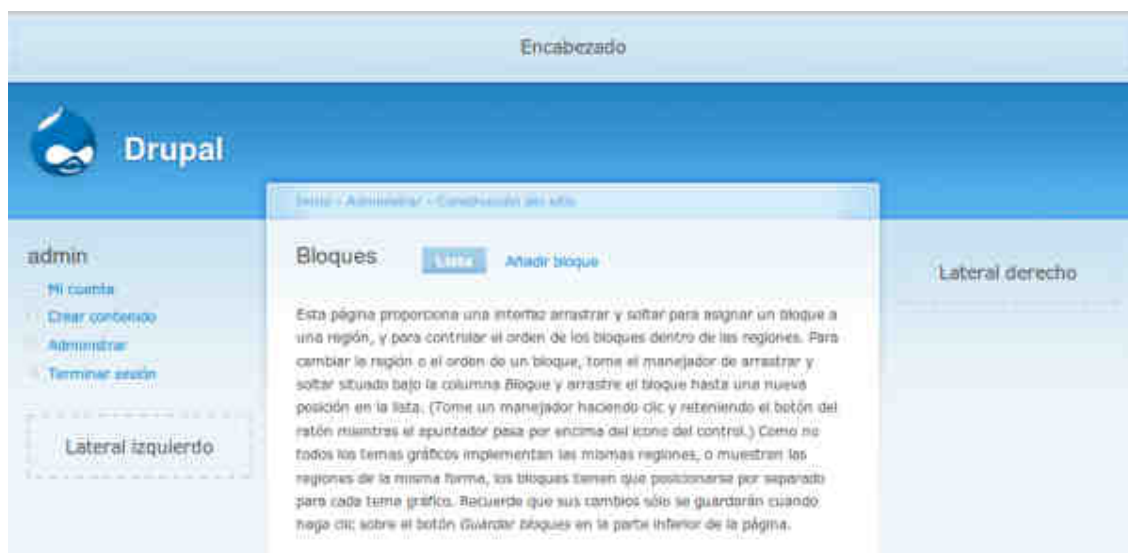 Encabezado
Drupal
Inicio › Administrar › Construcción del sitio
admin
Mi cuenta
Crear contenido
Administrar
Terminar sesión
Lateral izquierdo
Bloques
Lista
Añadir bloque
Esta página proporciona una interfaz arrastrar y soltar para asignar un bloque a
una región, y para controlar el orden de los bloques dentro de las regiones. Para
cambiar la región o el orden de un bloque, tome el manejador de arrastrar y
soltar situado bajo la columna Bloque y arrastre el bloque hasta una nueva
posición en la lista. (Tome un manejador haciendo clic y reteniendo el botón del
ratón mientras el apuntador pasa por encima del icono del control.) Como no
todos los temas gráficos implementan las mismas regiones, o muestran las
regiones de la misma forma, los bloques tienen que posicionarse por separado
para cada tema gráfico. Recuerde que sus cambios sólo se guardarán cuando
haga clic sobre el botón Guardar bloques en la parte inferior de la página.
Lateral derecho